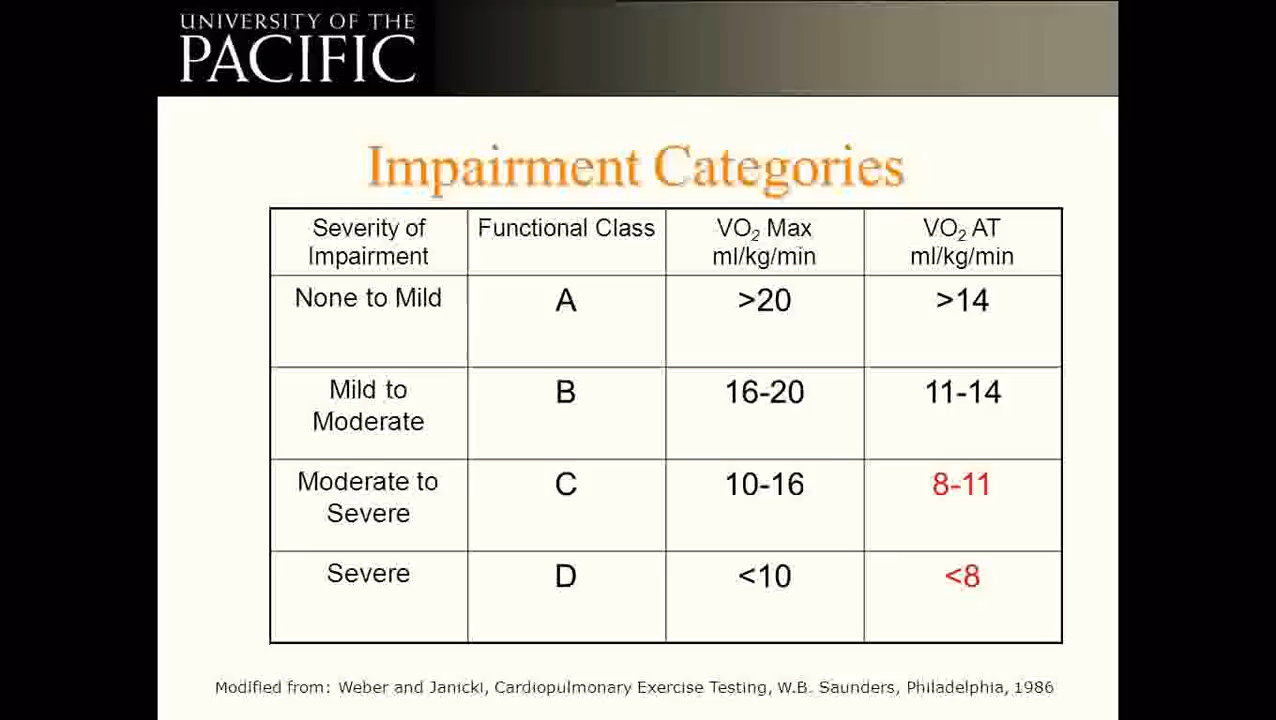 UNIVERSITY OF THE
PACIFIC
Impairment Categories
Severity of Impairment | Functional Class | VO₂ Max ml/kg/min | VO₂ AT ml/kg/min
None to Mild | A | >20 | >14
Mild to Moderate | B | 16-20 | 11-14
Moderate to Severe | C | 10-16 | 8-11
Severe | D | <10 | <8
Modified from: Weber and Janicki, Cardiopulmonary Exercise Testing, W.B. Saunders, Philadelphia, 1986